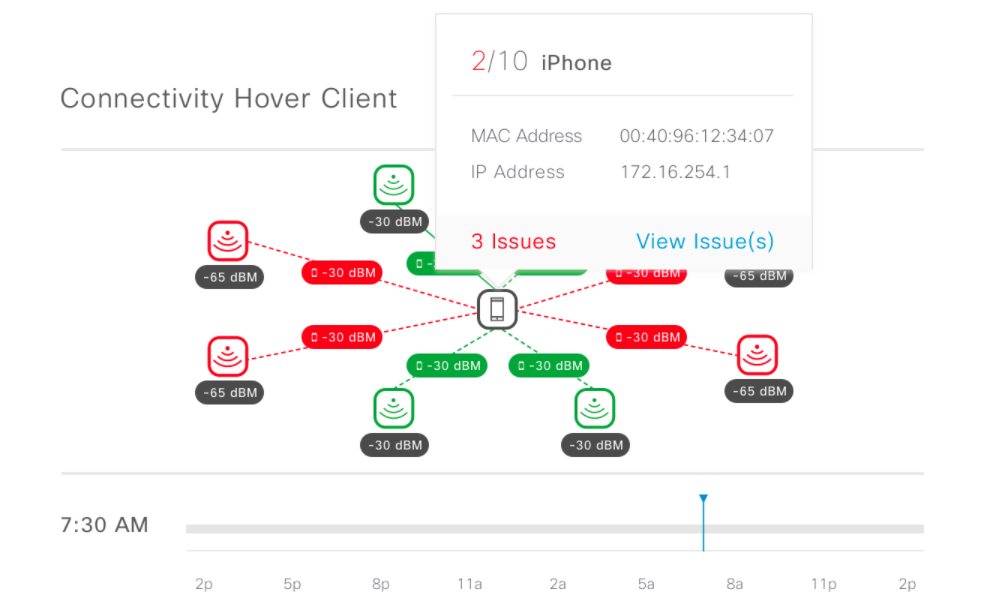 2/10 iPhone
Connectivity Hover Client
MAC Address 00:40:96:12:34:07
IP Address 172.16.254.1
3 Issues View Issue(s)
-30 dBM
-65 dBM
-30 dBM
-30 dBM
-65 dBM
-30 dBM
-30 dBM
-30 dBM
-30 dBM
-65 dBM
-65 dBM
-30 dBM
-30 dBM
7:30 AM
2p 5p 8p 11a 2a 5a 8a 11p 2p